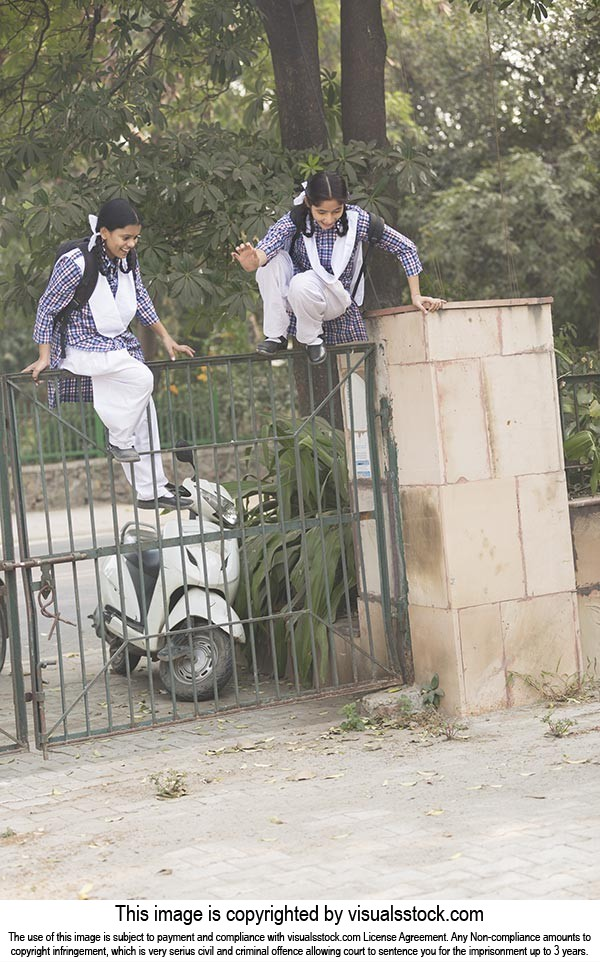 This image is copyrighted by visualsstock.com
The use of this image is subject to payment and compliance with visualsstock.com License Agreement. Any Non-compliance amounts to
copyright infringement, which is very serius civil and criminal offence allowing court to sentence you for the imprisonment up to 3 years.